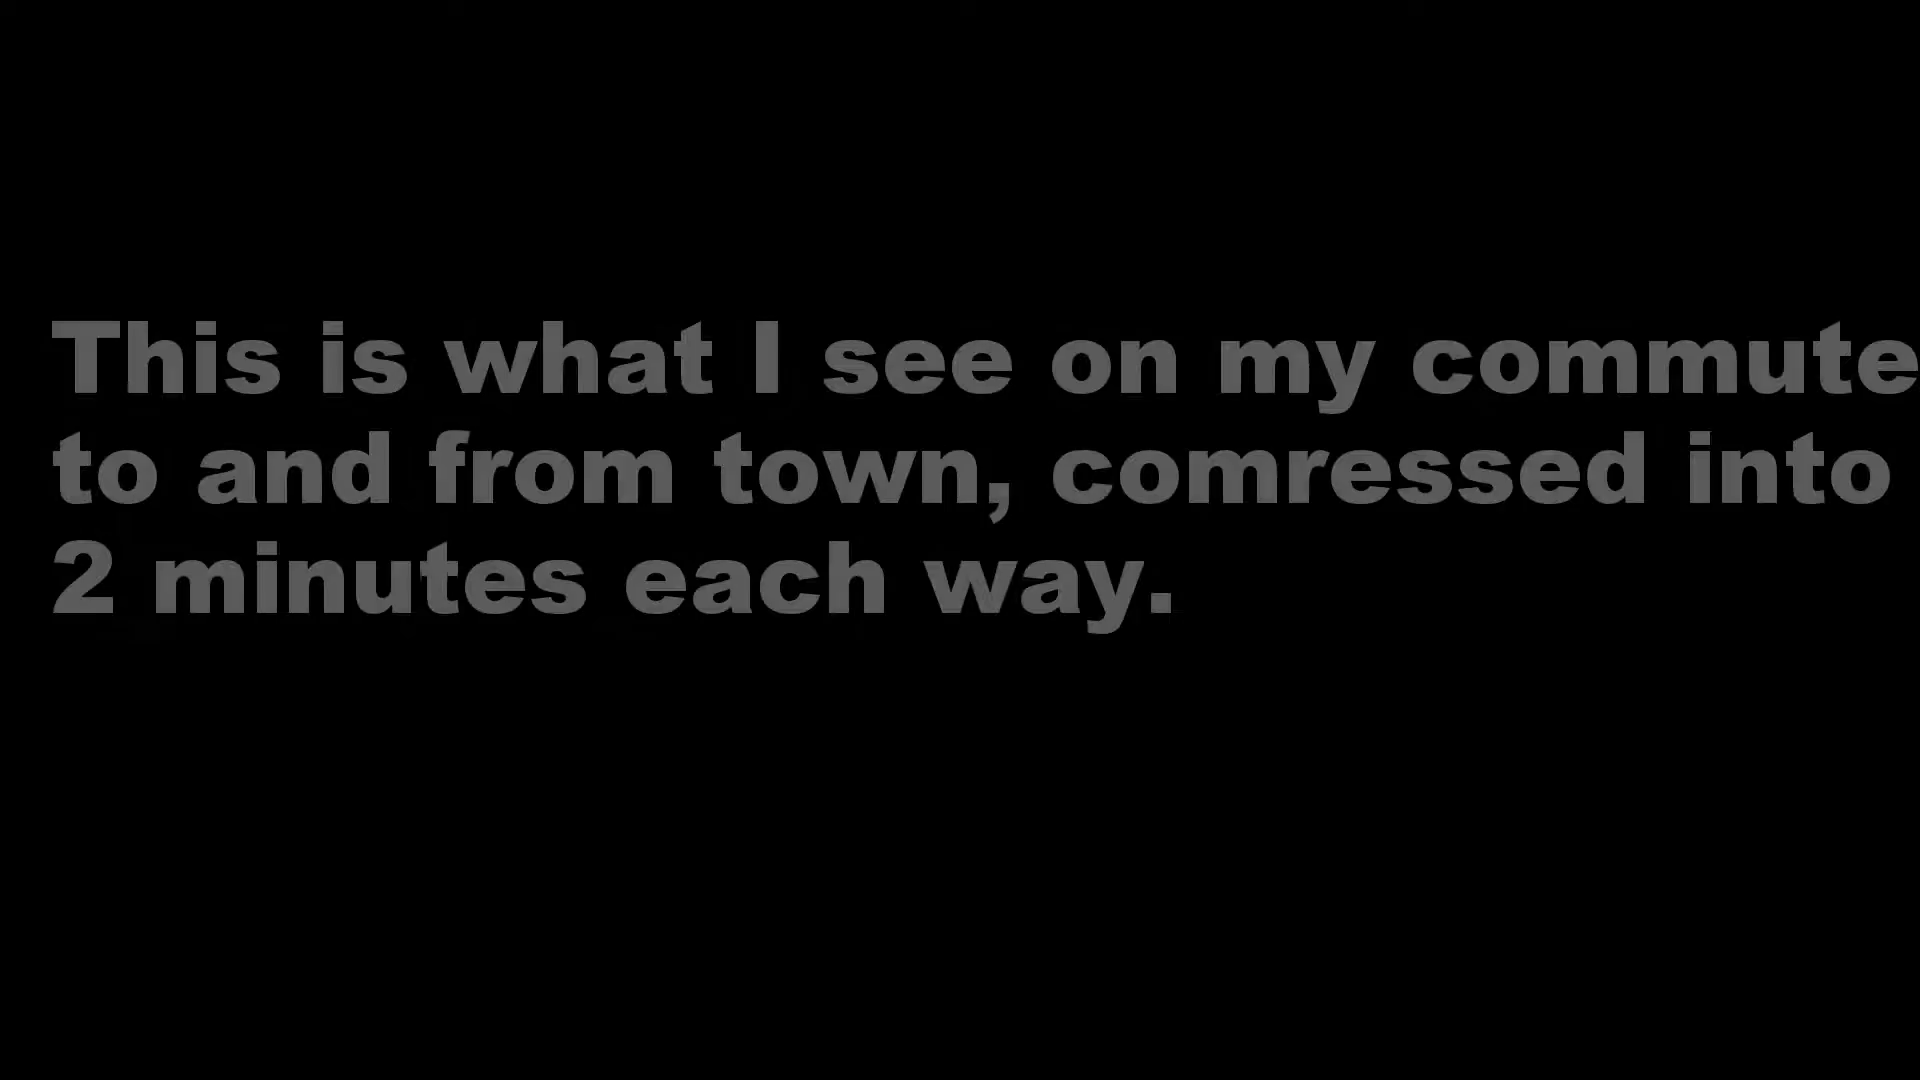 This is what I see on my commute
to and from town, comressed into
2 minutes each way.